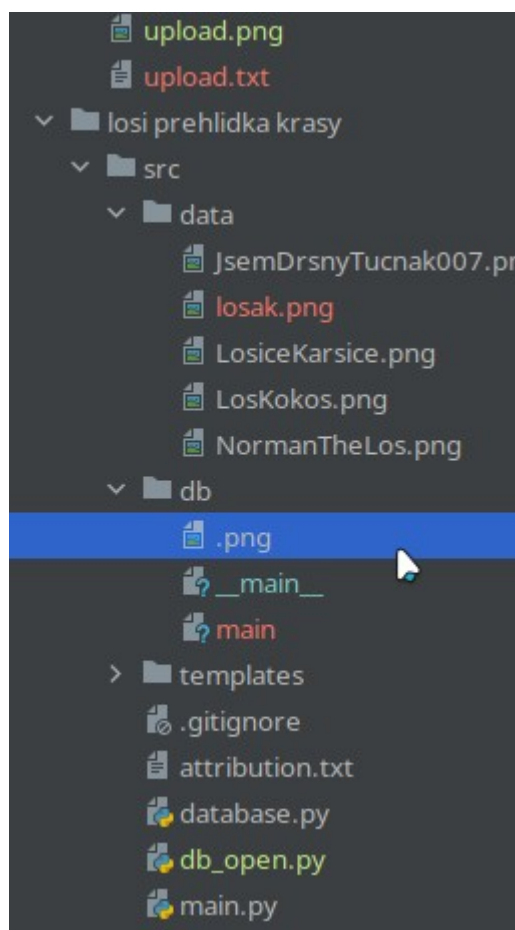 upload.png
upload.txt
losi prehlidka krasy
src
data
JsemDrsnyTucnak007.pn
losak.png
LosiceKarsice.png
LosKokos.png
NormanTheLos.png
db
.png
__main__
main
templates
.gitignore
attribution.txt
database.py
db_open.py
main.py